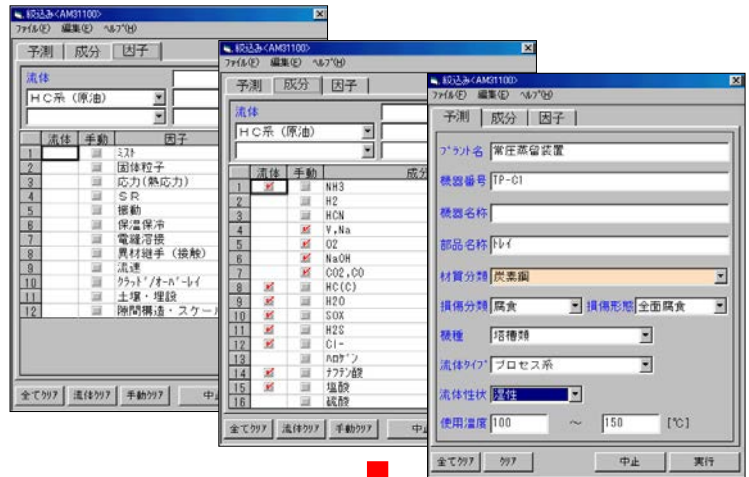 絞込み<AM31100>
ファイル(F) 編集(E) ヘルプ(H)
予測 成分 因子
流体
HC系（原油）
流体 手動 因子
1 ミスト
2 固体粒子
3 応力(熱応力)
4 SR
5 振動
6 保温保冷
7 電縫溶接
8 異材継手（接触）
9 流速
10 クラッド/オーバーレイ
11 土壌・埋設
12 隙間構造・スケー
全てクリア 流体クリア 手動クリア 中
絞込み<AM31100>
ファイル(F) 編集(E) ヘルプ(H)
予測 成分 因子
流体
HC系（原油）
流体 手動 成分
1 NH3
2 H2
3 HCN
4 V,Na
5 O2
6 NaOH
7 CO2,CO
8 HC(C)
9 H2O
10 SOX
11 H2S
12 Cl-
13 ハロゲン
14 ナフテン酸
15 塩酸
16 硫酸
全てクリア 流体クリア 手動クリア 中
絞込み<AM31100>
ファイル(F) 編集(E) ヘルプ(H)
予測 成分 因子
プラント名 常圧蒸留装置
機器番号 TP-C1
機器名称
部品名称 トレイ
材質分類 炭素鋼
損傷分類 腐食 損傷形態 全面腐食
機種 塔槽類
流体タイプ プロセス系
流体性状 湿性
使用温度 100 ～ 150 [℃]
全てクリア クリア 中止 実行